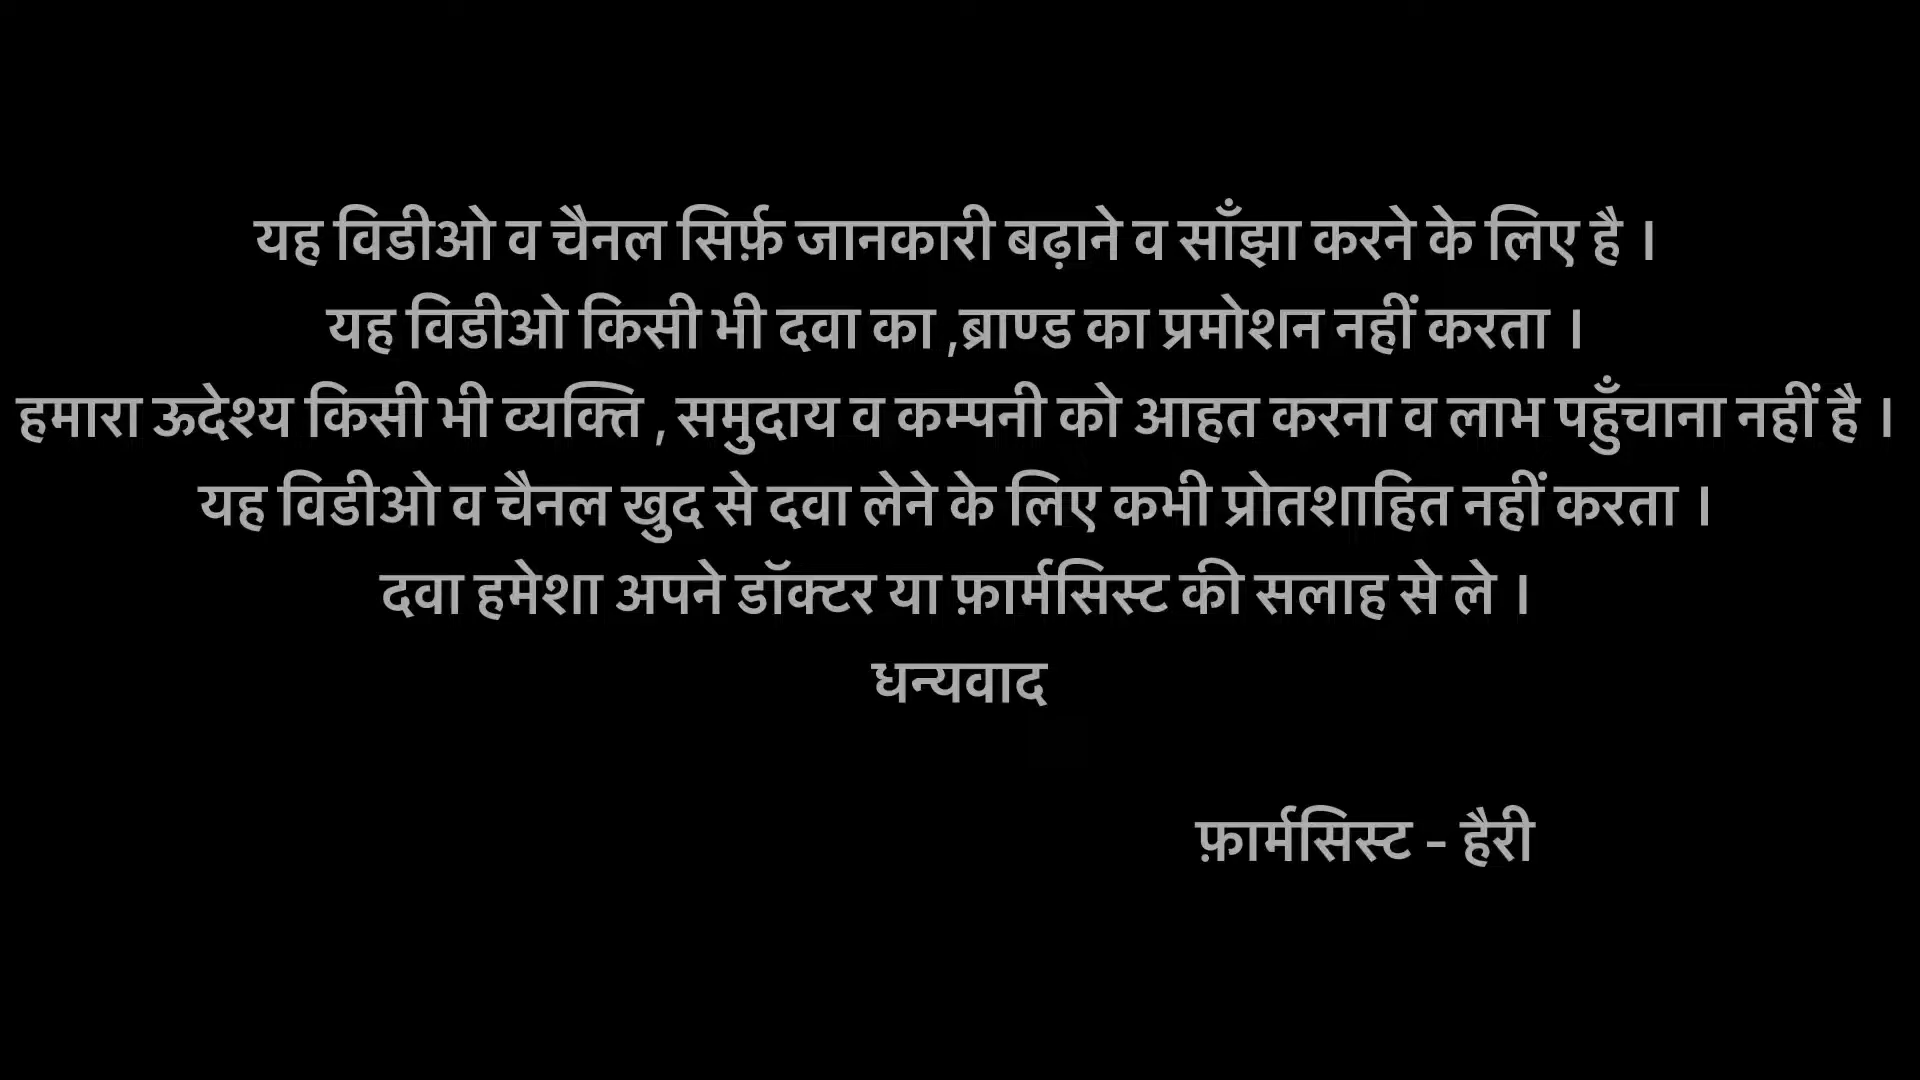 यह विडीओ व चैनल सिर्फ़ जानकारी बढ़ाने व साँझा करने के लिए है ।
यह विडीओ किसी भी दवा का ,ब्राण्ड का प्रमोशन नहीं करता ।
हमारा ऊदेश्य किसी भी व्यक्ति , समुदाय व कम्पनी को आहत करना व लाभ पहुँचाना नहीं है ।
यह विडीओ व चैनल खुद से दवा लेने के लिए कभी प्रोतशाहित नहीं करता ।
दवा हमेशा अपने डॉक्टर या फ़ार्मसिस्ट की सलाह से ले ।
धन्यवाद
फ़ार्मसिस्ट - हैरी